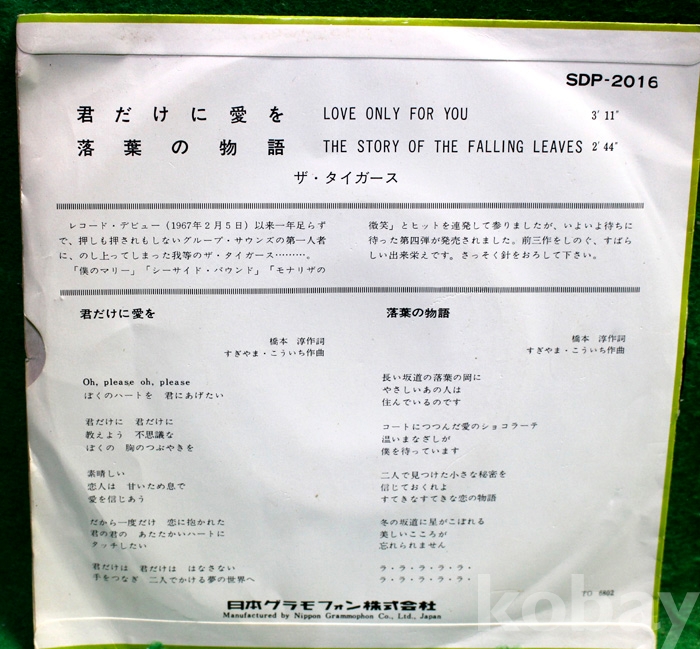 SDP-2016
君だけに愛を LOVE ONLY FOR YOU 3′11″
落葉の物語 THE STORY OF THE FALLING LEAVES 2′44″
ザ・タイガース
レコード・デビュー（1967年2月5日）以来一年足らず
で、押しも押されもしないグループ・サウンズの第一人者
に、のし上ってしまった我等のザ・タイガース………。
「僕のマリー」「シーサイド・バウンド」「モナリザの
微笑」とヒットを連発して参りましたが、いよいよ待ちに
待った第四弾が発売されました。前三作をしのぐ、すばら
しい出来栄えです。さっそく針をおろして下さい。
君だけに愛を
橋本 淳作詞
すぎやま・こういち作曲
Oh, please oh, please
ぼくのハートを 君にあげたい
君だけに 君だけに
教えよう 不思議な
ぼくの 胸のつぶやきを
素晴しい
恋人は 甘いため息で
愛を信じあう
だから一度だけ 恋に抱かれた
君の君の あたたかいハートに
タッチしたい
君だけは 君だけは はなさない
手をつなぎ 二人でかける夢の世界へ
落葉の物語
橋本 淳作詞
すぎやま・こういち作曲
長い坂道の落葉の岡に
やさしいあの人は
住んでいるのです
コートにつつんだ愛のショコラーテ
温いまなざしが
僕を待っています
二人で見つけた小さな秘密を
信じておくれよ
すてきなすてきな恋の物語
冬の坂道に星がこぼれる
美しいこころが
忘れられません
ラ・ラ・ラ・ラ・ラ・
ラ・ラ・ラ・ラ・ラ・
TO 6802
日本グラモフォン株式会社
Manufactured by Nippon Grammophon Co., Ltd., Japan
kobay